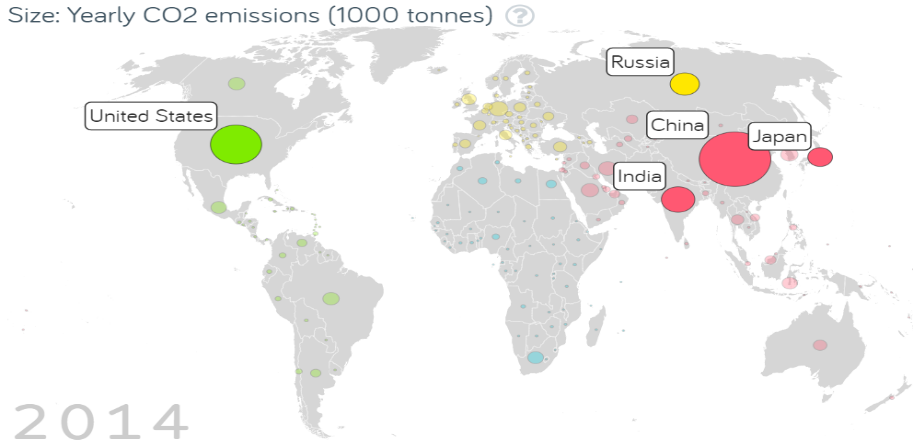 Size: Yearly CO2 emissions (1000 tonnes) ?
Russia
United States
China
Japan
India
2014